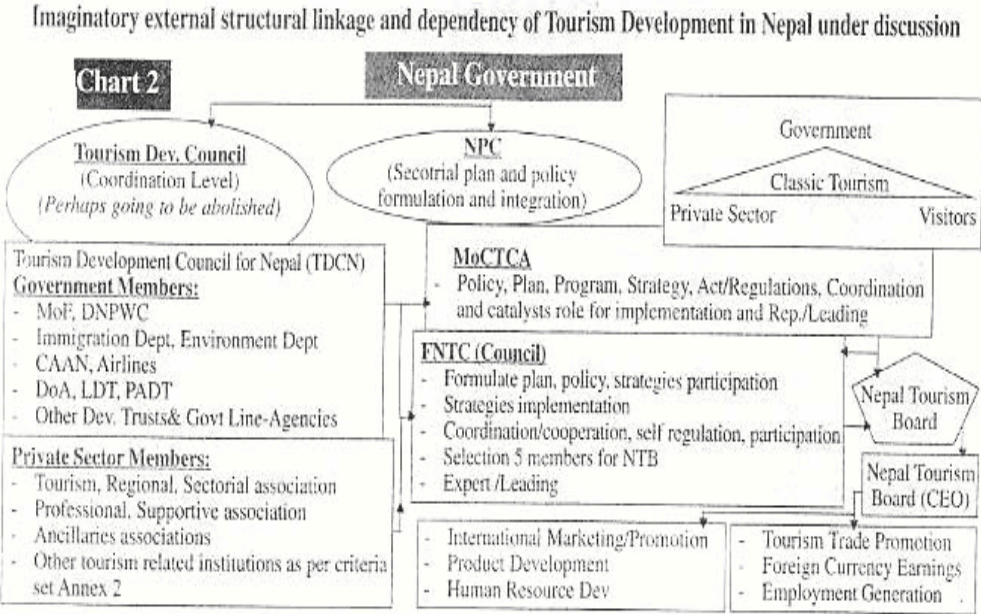 Imaginatory external structural linkage and dependency of Tourism Development in Nepal under discussion
Chart 2
Nepal Government
Tourism Dev. Council
(Coordination Level)
(Perhaps going to be abolished)
NPC
(Secotrial plan and policy
formulation and integration)
Government
Classic Tourism
Private Sector
Visitors
Tourism Development Council for Nepal (TDCN)
Government Members:
- MoF, DNPWC
- Immigration Dept, Environment Dept
- CAAN, Airlines
- DoA, LDT, PADT
- Other Dev. Trusts& Govt Line-Agencies
Private Sector Members:
- Tourism, Regional, Sectorial association
- Professional, Supportive association
- Ancillaries associations
- Other tourism related institutions as per criteria
set Annex 2
MoCTCA
- Policy, Plan, Program, Strategy, Act/Regulations, Coordination
and catalysts role for implementation and Rep./Leading
FNTC (Council)
- Formulate plan, policy, strategies participation
- Strategies implementation
- Coordination/cooperation, self regulation, participation
- Selection 5 members for NTB
- Expert /Leading
Nepal Tourism
Board
Nepal Tourism
Board (CEO)
- International Marketing/Promotion
- Product Development
- Human Resource Dev
- Tourism Trade Promotion
- Foreign Currency Earnings
- Employment Generation